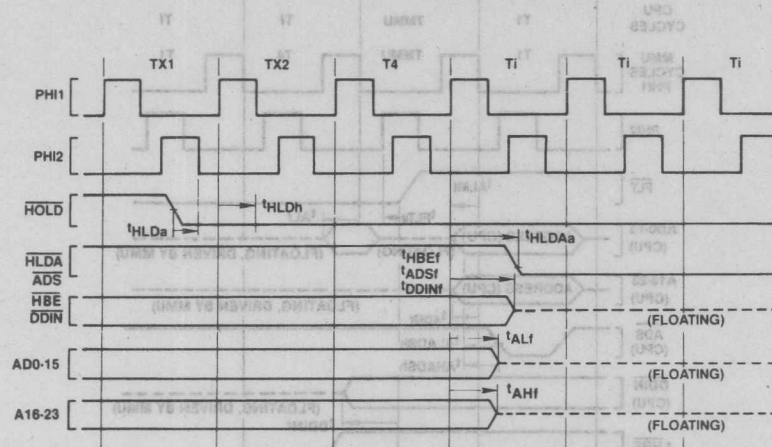 TX1 TX2 T4 Ti Ti Ti
PHI1
PHI2
HOLD
tHLDa tHLDh
HLDA
tHLDAa
ADS
HBE
DDIN
tHBEf
tADSf
tDDINf
(FLOATING)
AD0-15
tALf
(FLOATING)
A16-23
tAHf
(FLOATING)